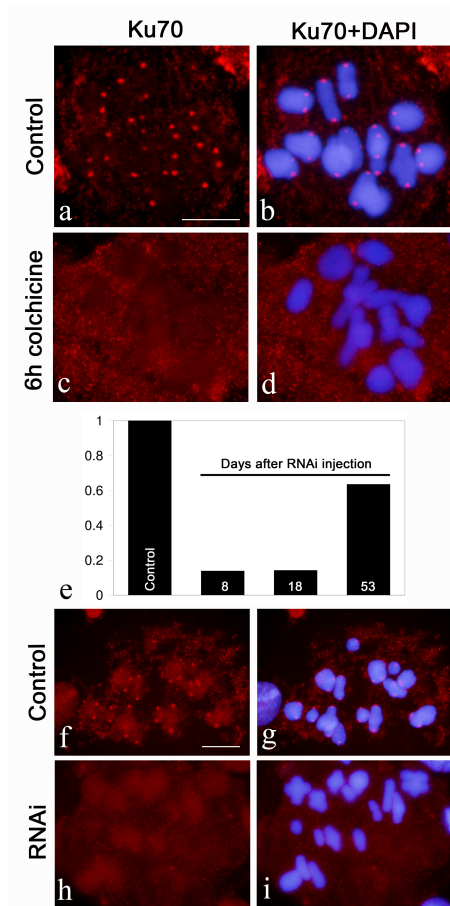 Ku70
Ku70+DAPI
Control
a
b
6h colchicine
c
d
1
0.8
0.6
0.4
0.2
0
Days after RNAi injection
Control
8
18
53
e
Control
f
g
RNAi
h
i